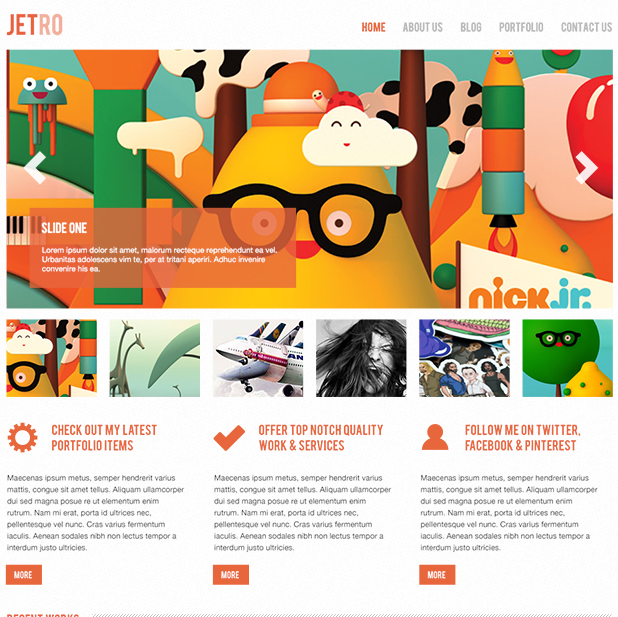 JETRO
HOME ABOUT US BLOG PORTFOLIO CONTACT US
SLIDE ONE
Lorem ipsum dolor sit amet, malorum recteque reprehendunt ea vel.
Urbanitas adolescens vim te, per at tritani aperiri. Adhuc invenire
convenire his ea.
nick jr.
CHECK OUT MY LATEST
PORTFOLIO ITEMS
Maecenas ipsum metus, semper hendrerit varius
mattis, congue sit amet tellus. Aliquam ullamcorper
dui sed magna posue re ut elementum enim
rutrum. Nam mi erat, porta id ultrices nec,
pellentesque vel nunc. Cras varius fermentum
iaculis. Aenean sodales nibh non lectus tempor a
interdum justo ultricies.
MORE
OFFER TOP NOTCH QUALITY
WORK & SERVICES
Maecenas ipsum metus, semper hendrerit varius
mattis, congue sit amet tellus. Aliquam ullamcorper
dui sed magna posue re ut elementum enim
rutrum. Nam mi erat, porta id ultrices nec,
pellentesque vel nunc. Cras varius fermentum
iaculis. Aenean sodales nibh non lectus tempor a
interdum justo ultricies.
MORE
FOLLOW ME ON TWITTER,
FACEBOOK & PINTEREST
Maecenas ipsum metus, semper hendrerit varius
mattis, congue sit amet tellus. Aliquam ullamcorper
dui sed magna posue re ut elementum enim
rutrum. Nam mi erat, porta id ultrices nec,
pellentesque vel nunc. Cras varius fermentum
iaculis. Aenean sodales nibh non lectus tempor a
interdum justo ultricies.
MORE
RECENT WORKS